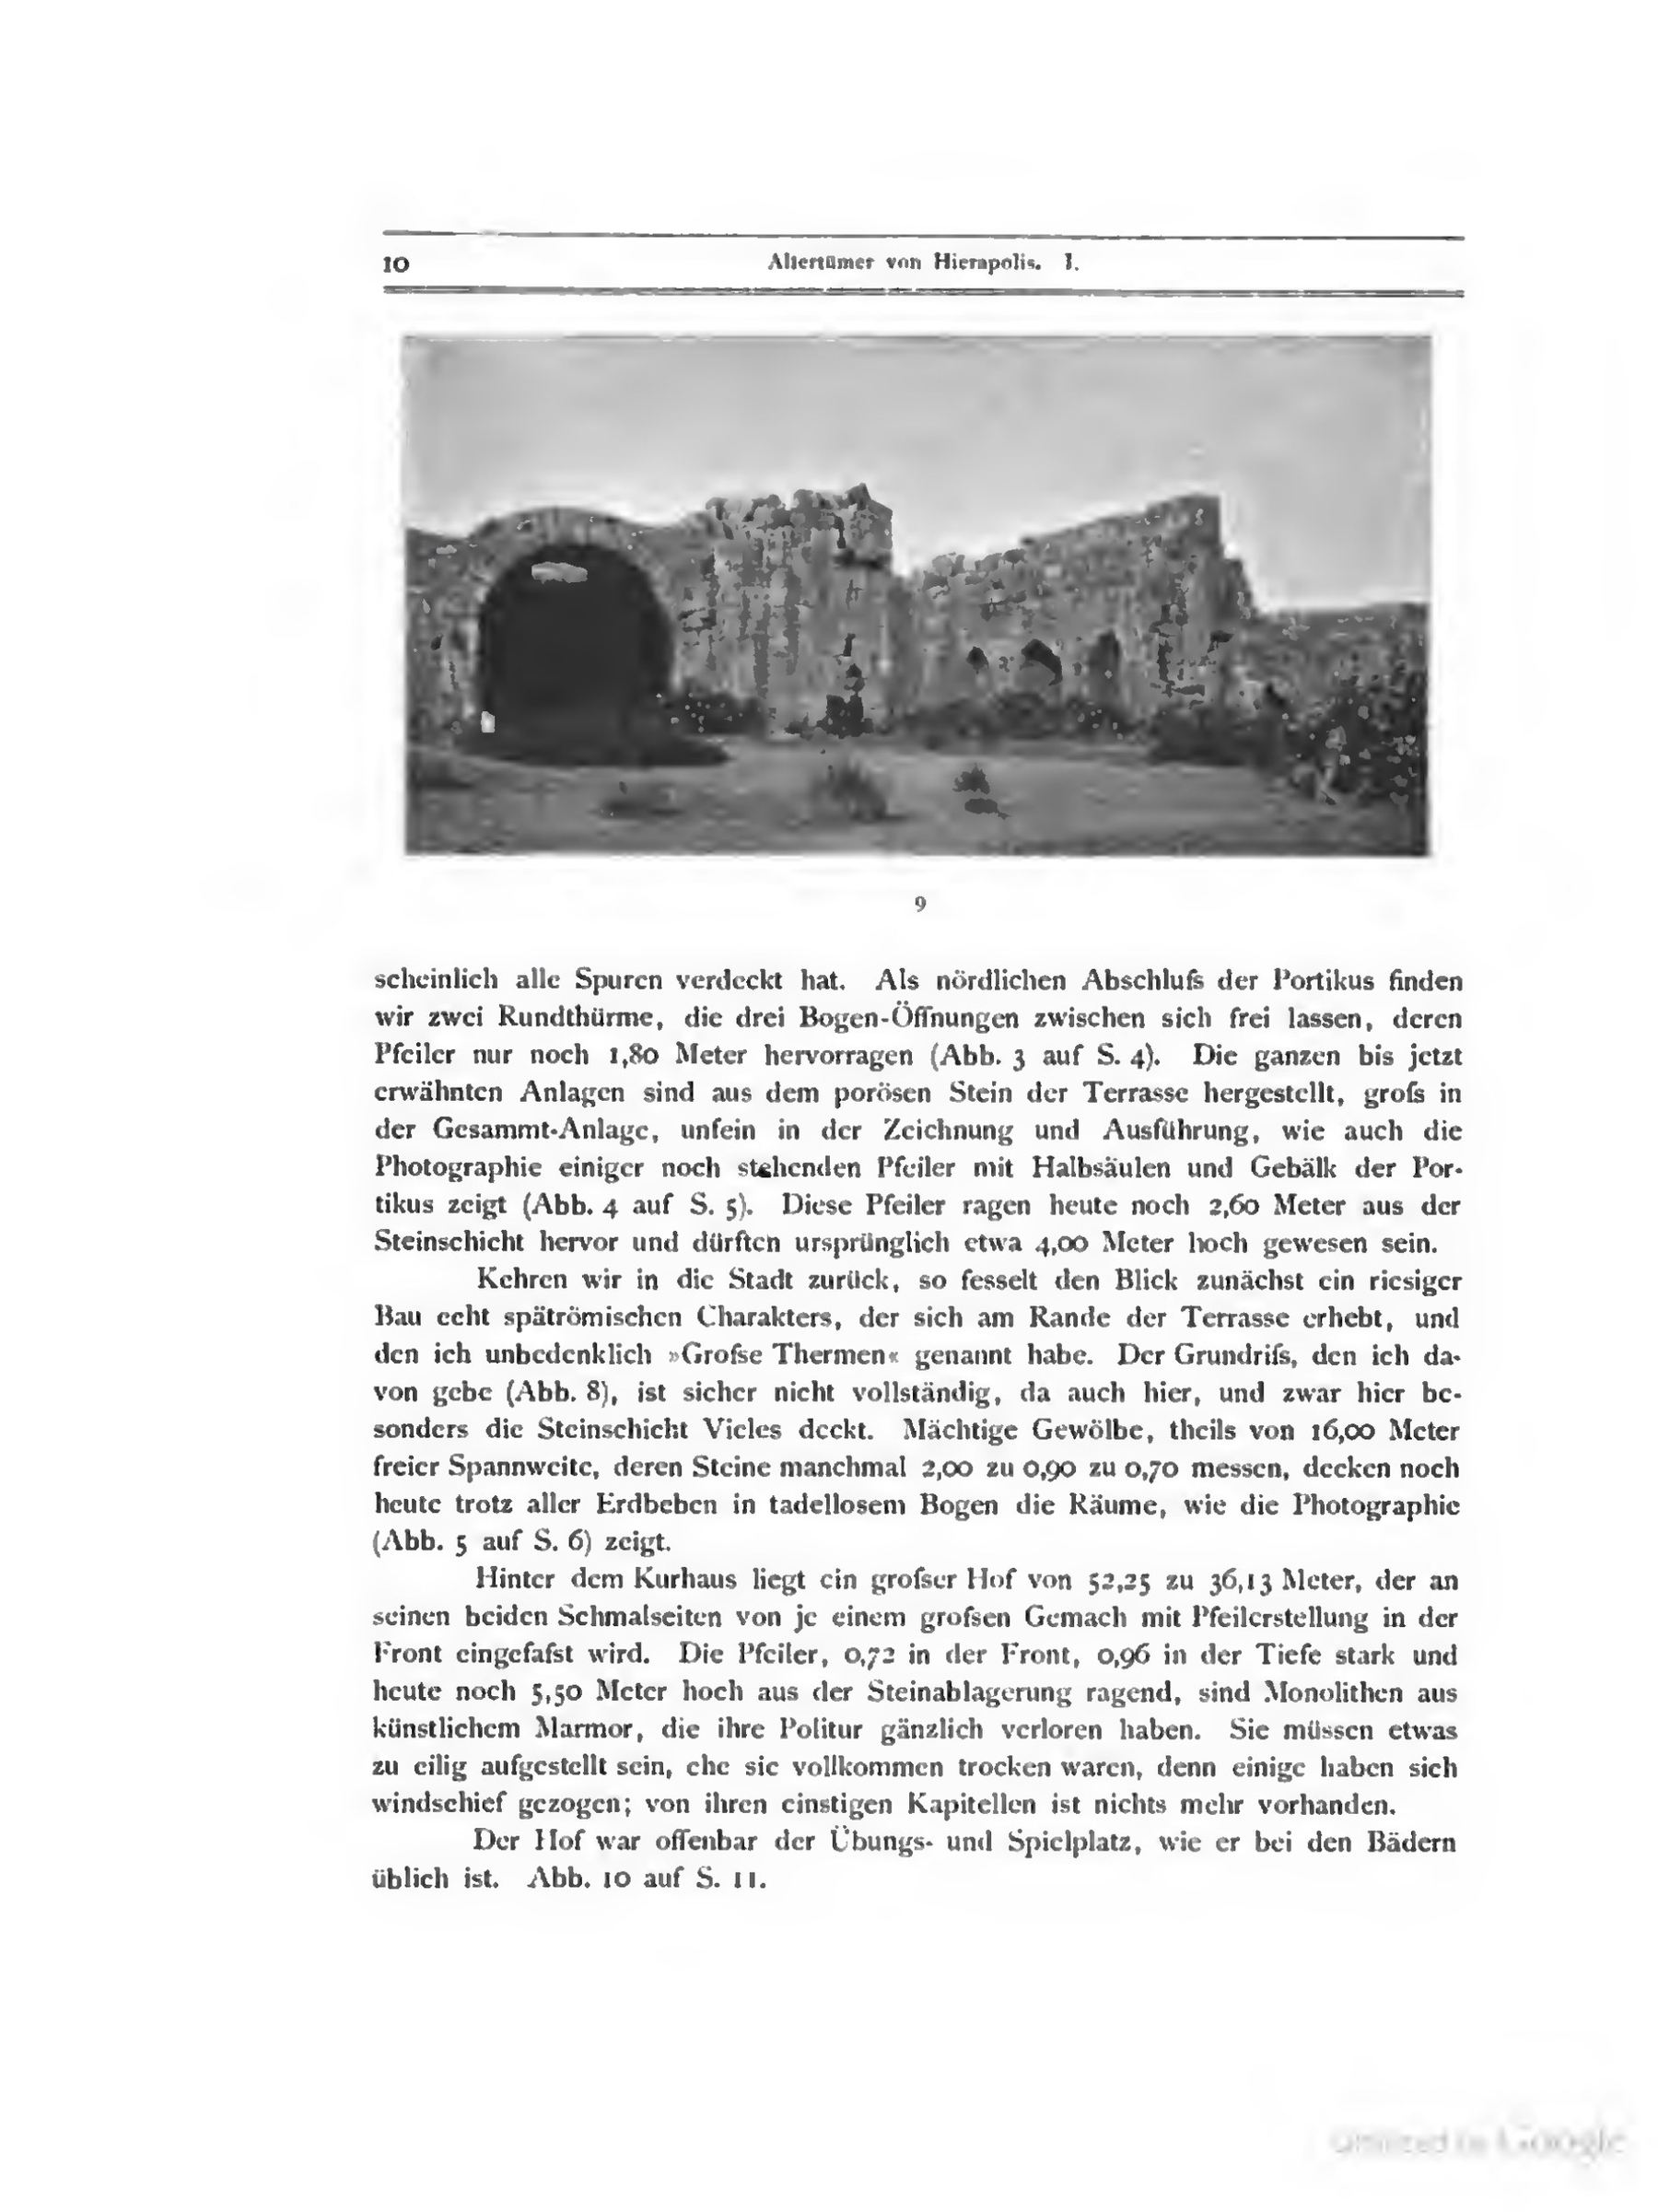 10
Altertümer von Hierapolis. I.
9
scheinlich alle Spuren verdeckt hat. Als nördlichen Abschluſs der Portikus finden
wir zwei Rundthürme, die drei Bogen-Öffnungen zwischen sich frei lassen, deren
Pfeiler nur noch 1,80 Meter hervorragen (Abb. 3 auf S. 4). Die ganzen bis jetzt
erwähnten Anlagen sind aus dem porösen Stein der Terrasse hergestellt, groſs in
der Gesammt-Anlage, unfein in der Zeichnung und Ausführung, wie auch die
Photographie einiger noch stehenden Pfeiler mit Halbsäulen und Gebälk der Por-
tikus zeigt (Abb. 4 auf S. 5). Diese Pfeiler ragen heute noch 2,60 Meter aus der
Steinschicht hervor und dürften ursprünglich etwa 4,00 Meter hoch gewesen sein.
Kehren wir in die Stadt zurück, so fesselt den Blick zunächst ein riesiger
Bau echt spätrömischen Charakters, der sich am Rande der Terrasse erhebt, und
den ich unbedenklich »Groſse Thermen« genannt habe. Der Grundriſs, den ich da-
von gebe (Abb. 8), ist sicher nicht vollständig, da auch hier, und zwar hier be-
sonders die Steinschicht Vieles deckt. Mächtige Gewölbe, theils von 16,00 Meter
freier Spannweite, deren Steine manchmal 2,00 zu 0,90 zu 0,70 messen, decken noch
heute trotz aller Erdbeben in tadellosem Bogen die Räume, wie die Photographie
(Abb. 5 auf S. 6) zeigt.
Hinter dem Kurhaus liegt ein groſser Hof von 52,25 zu 36,13 Meter, der an
seinen beiden Schmalseiten von je einem groſsen Gemach mit Pfeilerstellung in der
Front eingefaſst wird. Die Pfeiler, 0,72 in der Front, 0,96 in der Tiefe stark und
heute noch 5,50 Meter hoch aus der Steinablagerung ragend, sind Monolithen aus
künstlichem Marmor, die ihre Politur gänzlich verloren haben. Sie müssen etwas
zu eilig aufgestellt sein, ehe sie vollkommen trocken waren, denn einige haben sich
windschief gezogen; von ihren einstigen Kapitellen ist nichts mehr vorhanden.
Der Hof war offenbar der Übungs- und Spielplatz, wie er bei den Bädern
üblich ist. Abb. 10 auf S. 11.
Digitized by Google